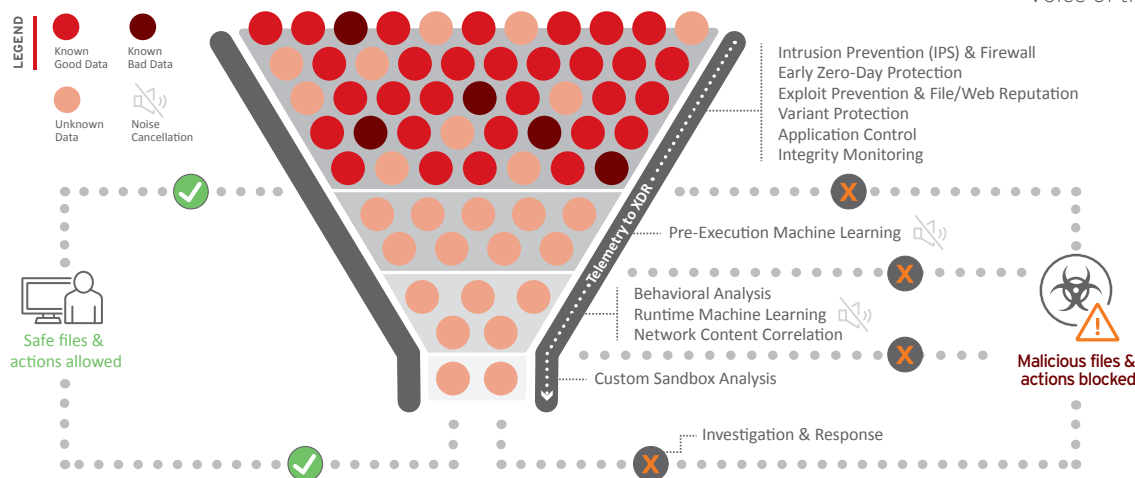 LEGEND
Known
Good Data
Known
Bad Data
Unknown
Data
Noise
Cancellation
Intrusion Prevention (IPS) & Firewall
Early Zero-Day Protection
Exploit Prevention & File/Web Reputation
Variant Protection
Application Control
Integrity Monitoring
X
Telemetry to XDR
Pre-Execution Machine Learning
X
Behavioral Analysis
Runtime Machine Learning
Network Content Correlation
X
Safe files &
actions allowed
!
Malicious files &
actions blocked
Custom Sandbox Analysis
Investigation & Response
X